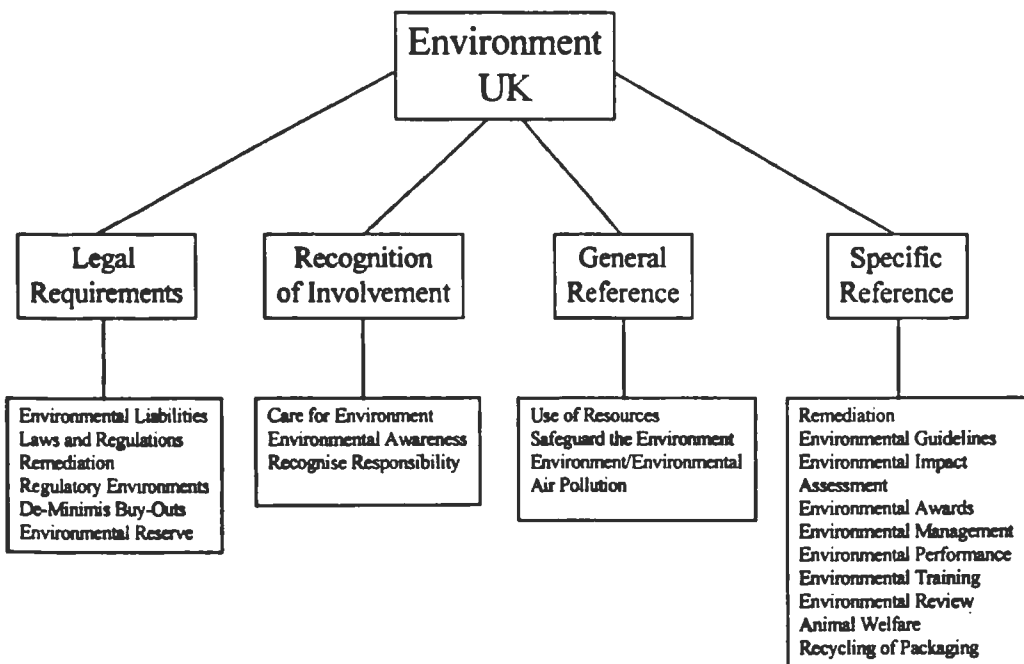 Environment
UK
Legal
Requirements
Recognition
of Involvement
General
Reference
Specific
Reference
Environmental Liabilities
Laws and Regulations
Remediation
Regulatory Environments
De-Minimis Buy-Outs
Environmental Reserve
Care for Environment
Environmental Awareness
Recognise Responsibility
Use of Resources
Safeguard the Environment
Environment/Environmental
Air Pollution
Remediation
Environmental Guidelines
Environmental Impact
Assessment
Environmental Awards
Environmental Management
Environmental Performance
Environmental Training
Environmental Review
Animal Welfare
Recycling of Packaging